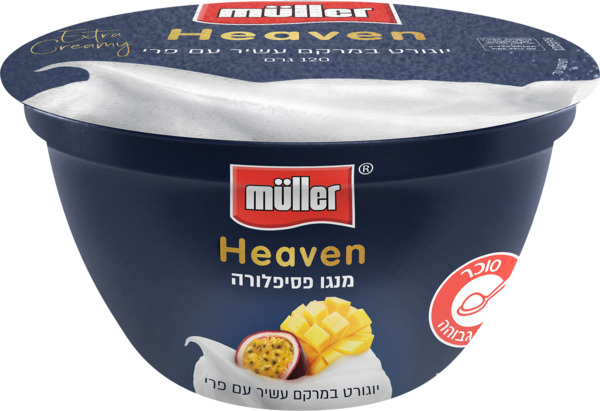 müller
Extra
Creamy
Heaven
יוגורט במרקם עשיר עם פרי
120 גרם
müller®
Heaven
מנגו פסיפלורה
סוכר
גבוהה
יוגורט במרקם עשיר עם פרי